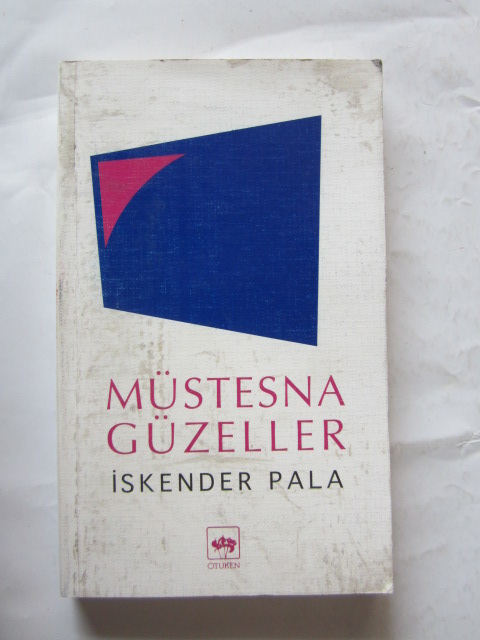 MÜSTESNA
GÜZELLER
İSKENDER PALA
ÖTÜKEN